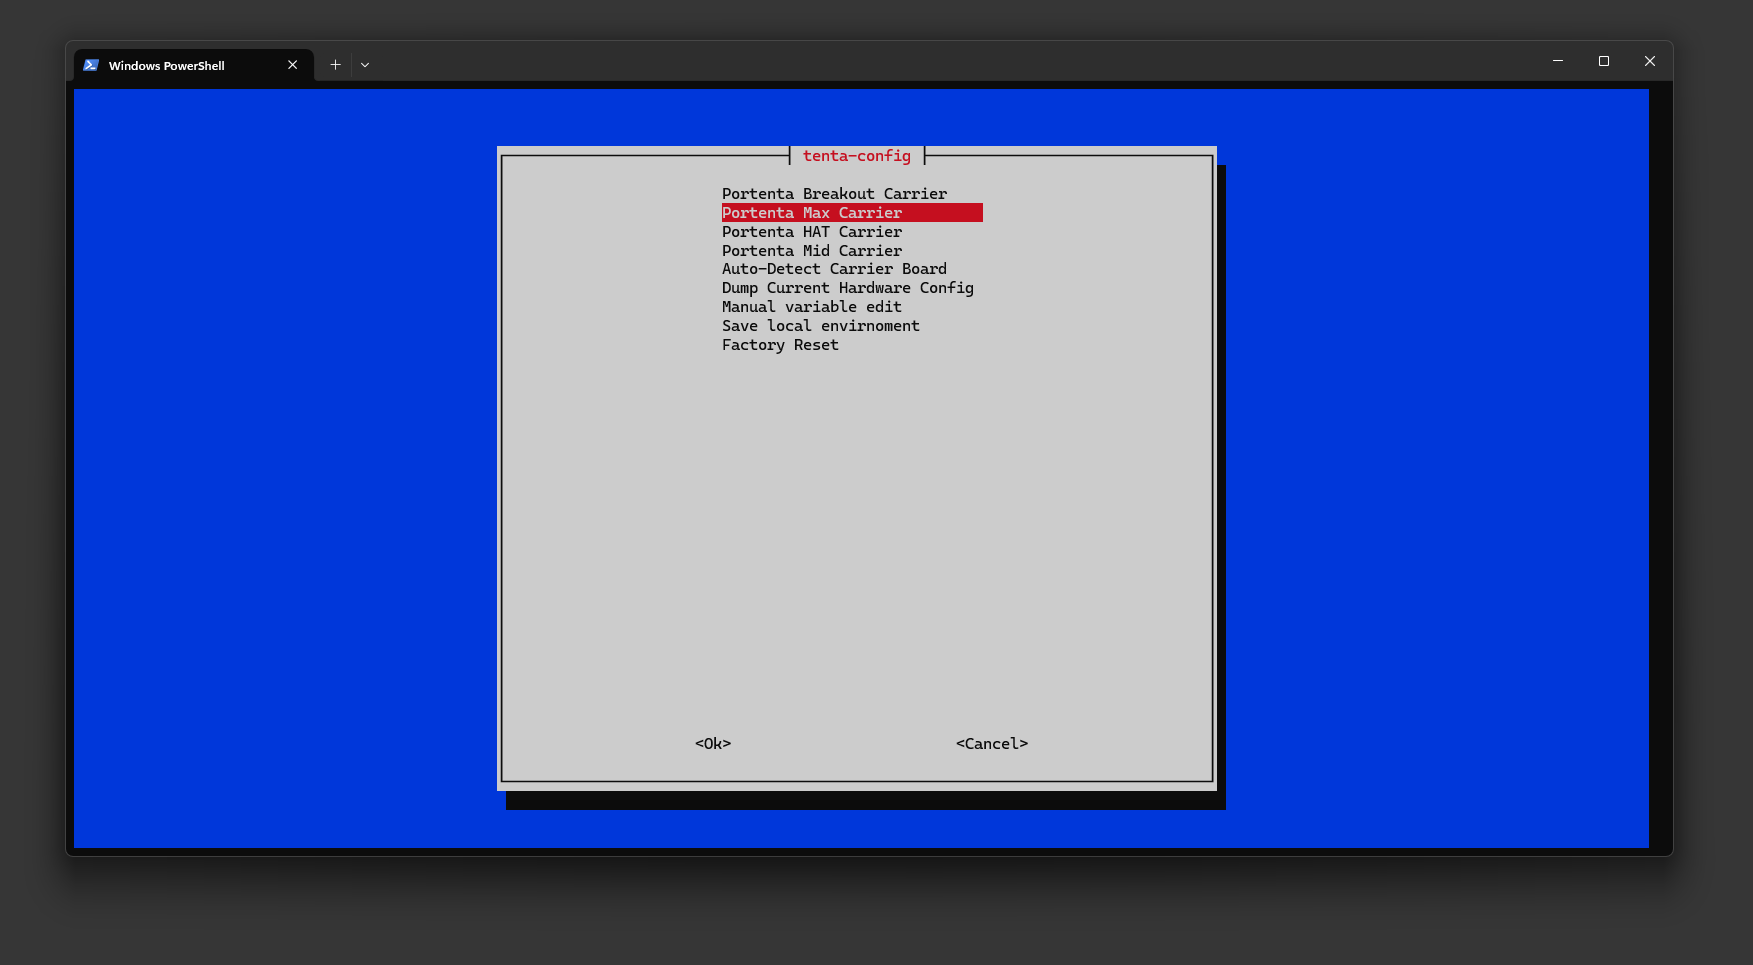 Windows PowerShell
tenta-config
Portenta Breakout Carrier
Portenta Max Carrier
Portenta HAT Carrier
Portenta Mid Carrier
Auto-Detect Carrier Board
Dump Current Hardware Config
Manual variable edit
Save local envirnoment
Factory Reset
<Ok> <Cancel>